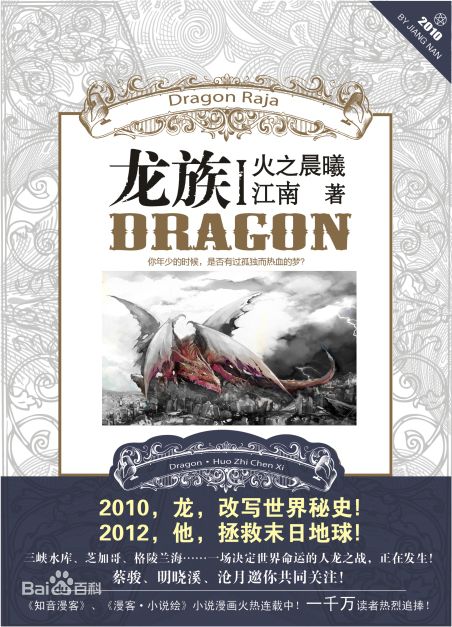 2010
BY JIANG NAN
Dragon Raja
龙族I 火之晨曦
江南 著
DRAGON
你年少的时候，是否有过孤独而热血的梦？
Dragon · Huo Zhi Chen Xi
2010，龙，改写世界秘史！
2012，他，拯救末日地球！
三峡水库、芝加哥、格陵兰海……一场决定世界命运的人龙之战，正在发生！
蔡骏、明晓溪、沧月邀你共同关注！
《知音漫客》、《漫客·小说绘》小说漫画火热连载中！一千万读者热烈追捧！
Baidu百科